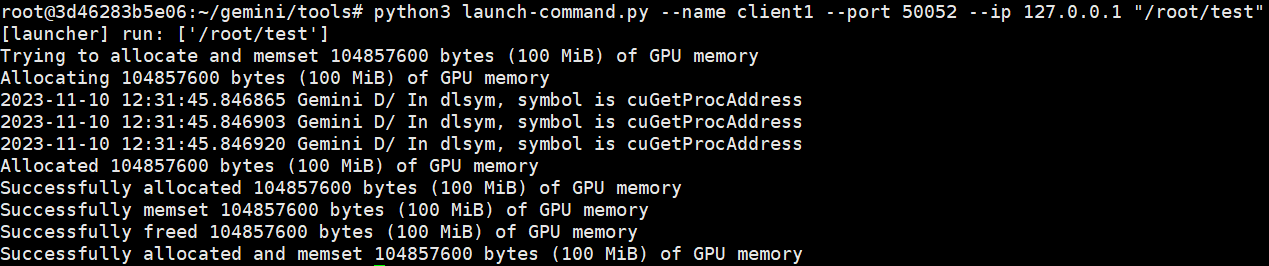 root@3d46283b5e06:~/gemini/tools# python3 launch-command.py --name client1 --port 50052 --ip 127.0.0.1 "/root/test"
[launcher] run: ['/root/test']
Trying to allocate and memset 104857600 bytes (100 MiB) of GPU memory
Allocating 104857600 bytes (100 MiB) of GPU memory
2023-11-10 12:31:45.846865 Gemini D/ In dlsym, symbol is cuGetProcAddress
2023-11-10 12:31:45.846903 Gemini D/ In dlsym, symbol is cuGetProcAddress
2023-11-10 12:31:45.846920 Gemini D/ In dlsym, symbol is cuGetProcAddress
Allocated 104857600 bytes (100 MiB) of GPU memory
Successfully allocated 104857600 bytes (100 MiB) of GPU memory
Successfully memset 104857600 bytes (100 MiB) of GPU memory
Successfully freed 104857600 bytes (100 MiB) of GPU memory
Successfully allocated and memset 104857600 bytes (100 MiB) of GPU memory